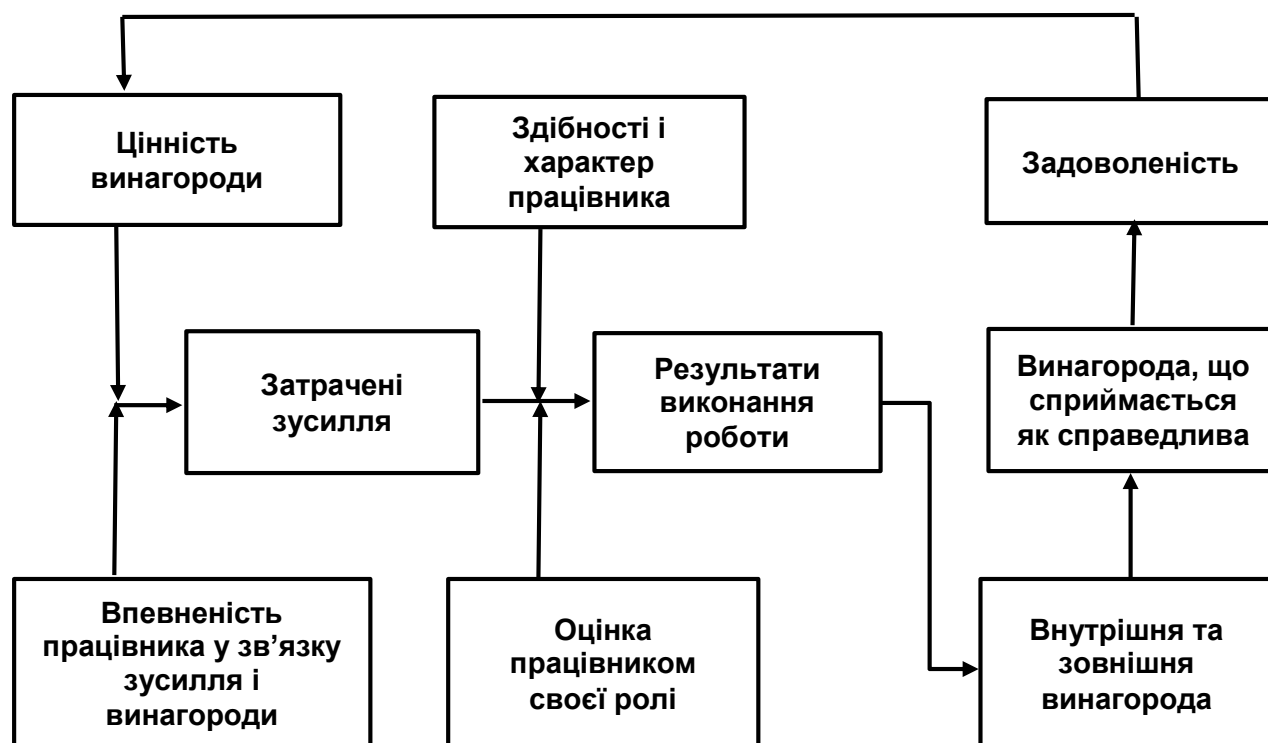 Цінність
винагороди
Здібності і
характер
працівника
Задоволеність
Затрачені
зусилля
Результати
виконання
роботи
Винагорода, що
сприймається
як справедлива
Впевненість
працівника у зв’язку
зусилля і
винагороди
Оцінка
працівником
своєї ролі
Внутрішня та
зовнішня
винагорода